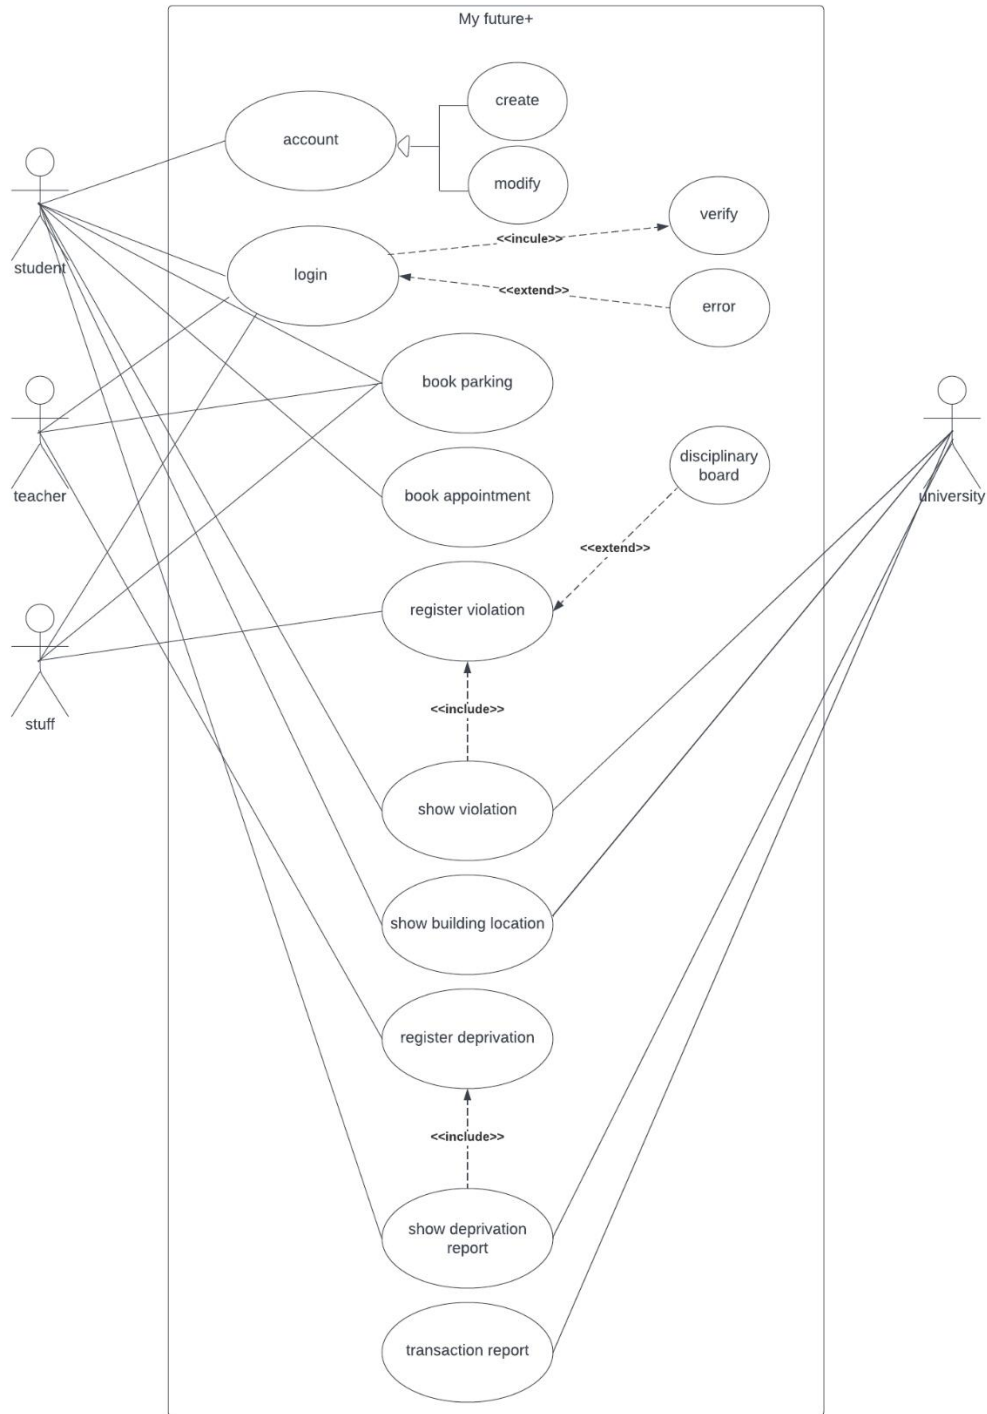 My future+
create
account
modify
verify
<<incule>>
student
login
<<extend>>
error
book parking
disciplinary
board
teacher
book appointment
university
<<extend>>
register violation
stuff
<<include>>
show violation
show building location
register deprivation
<<include>>
show deprivation
report
transaction report